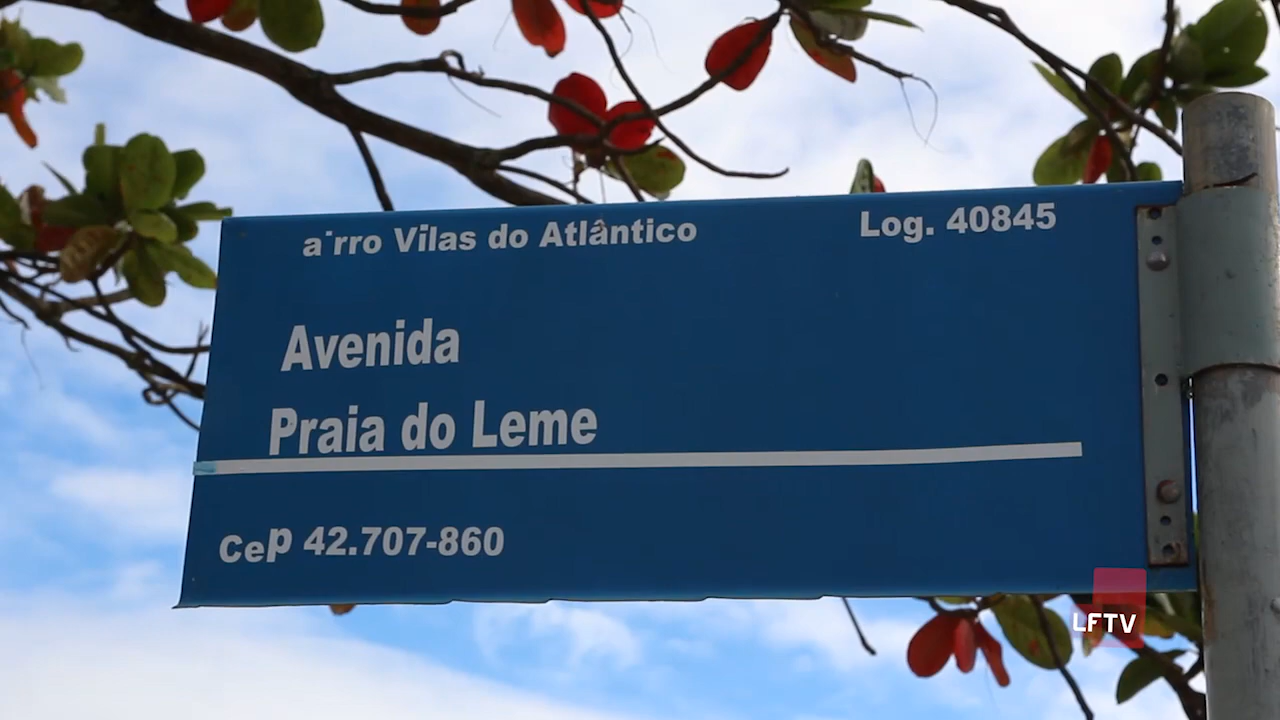 a˙rro Vilas do Atlântico
Log. 40845
Avenida
Praia do Leme
Cep 42.707-860
LFTV